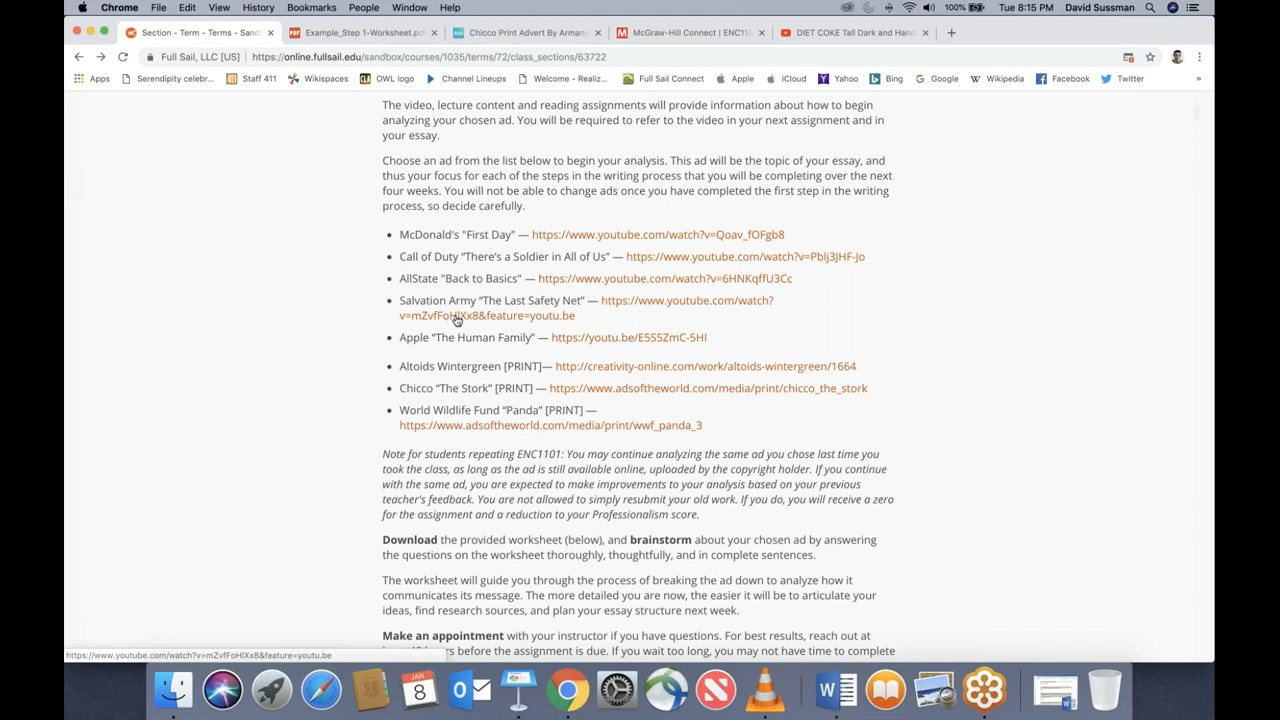 Chrome File Edit View History Bookmarks People Window Help 100% Tue 8:15 PM David Sussman
Section - Term - Terms - Sand Example_Step 1-Worksheet.pdf Chicco Print Advert By Arman McGraw-Hill Connect | ENC11 DIET COKE Tall Dark and Hand
Full Sail, LLC [US] https://online.fullsail.edu/sandbox/courses/1035/terms/72/class_sections/63722
Apps Serendipity celebr... Staff 411 Wikispaces OWL logo Channel Lineups Welcome - Realiz... Full Sail Connect Apple iCloud Yahoo Bing Google Wikipedia Facebook Twitter »
The video, lecture content and reading assignments will provide information about how to begin
analyzing your chosen ad. You will be required to refer to the video in your next assignment and in
your essay.
Choose an ad from the list below to begin your analysis. This ad will be the topic of your essay, and
thus your focus for each of the steps in the writing process that you will be completing over the next
four weeks. You will not be able to change ads once you have completed the first step in the writing
process, so decide carefully.
• McDonald's "First Day" — https://www.youtube.com/watch?v=Qoav_fOFgb8
• Call of Duty “There’s a Soldier in All of Us” — https://www.youtube.com/watch?v=Pblj3JHF-Jo
• AllState "Back to Basics" — https://www.youtube.com/watch?v=6HNKqffU3Cc
• Salvation Army “The Last Safety Net” — https://www.youtube.com/watch?
v=mZvfFoHlXx8&feature=youtu.be
• Apple “The Human Family” — https://youtu.be/E5S5ZmC-5HI
• Altoids Wintergreen [PRINT]— http://creativity-online.com/work/altoids-wintergreen/1664
• Chicco “The Stork” [PRINT] — https://www.adsoftheworld.com/media/print/chicco_the_stork
• World Wildlife Fund “Panda” [PRINT] —
https://www.adsoftheworld.com/media/print/wwf_panda_3
Note for students repeating ENC1101: You may continue analyzing the same ad you chose last time you
took the class, as long as the ad is still available online, uploaded by the copyright holder. If you continue
with the same ad, you are expected to make improvements to your analysis based on your previous
teacher’s feedback. You are not allowed to simply resubmit your old work. If you do, you will receive a zero
for the assignment and a reduction to your Professionalism score.
Download the provided worksheet (below), and brainstorm about your chosen ad by answering
the questions on the worksheet thoroughly, thoughtfully, and in complete sentences.
The worksheet will guide you through the process of breaking the ad down to analyze how it
communicates its message. The more detailed you are now, the easier it will be to articulate your
ideas, find research sources, and plan your essay structure next week.
Make an appointment with your instructor if you have questions. For best results, reach out at
before the assignment is due. If you wait too long, you may not have time to complete
https://www.youtube.com/watch?v=mZvfFoHlXx8&feature=youtu.be
JAN
8